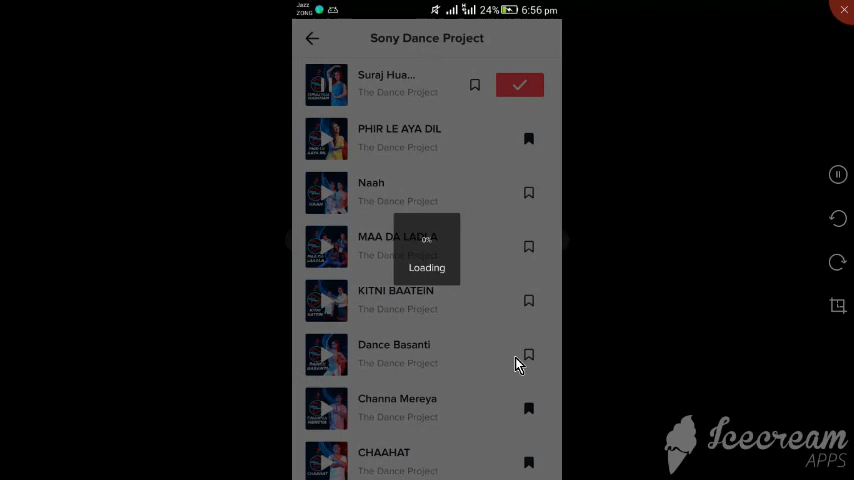 Jazz
ZONG
24%
6:56 pm
Sony Dance Project
Suraj Hua...
The Dance Project
PHIR LE AYA DIL
The Dance Project
Naah
The Dance Project
MAA DA LADLA
The Dance Project
0%
Loading
KITNI BAATEIN
The Dance Project
Dance Basanti
The Dance Project
Channa Mereya
The Dance Project
CHAAHAT
The Dance Project
Icecream
APPS